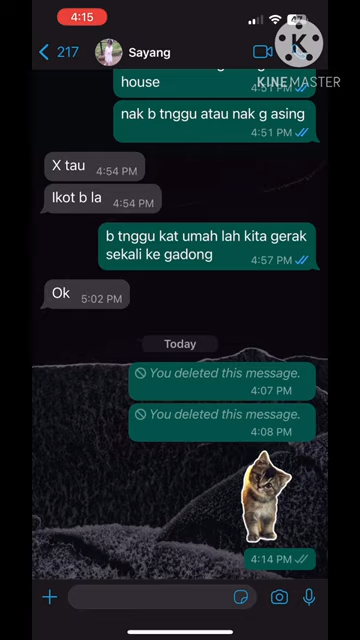 4:15
47
217
Sayang
K
KINEMASTER
house
4:51 PM
nak b tnggu atau nak g asing
4:51 PM
X tau
4:54 PM
Ikot b la
4:54 PM
b tnggu kat umah lah kita gerak
sekali ke gadong
4:57 PM
Ok
5:02 PM
Today
You deleted this message.
4:07 PM
You deleted this message.
4:08 PM
4:14 PM